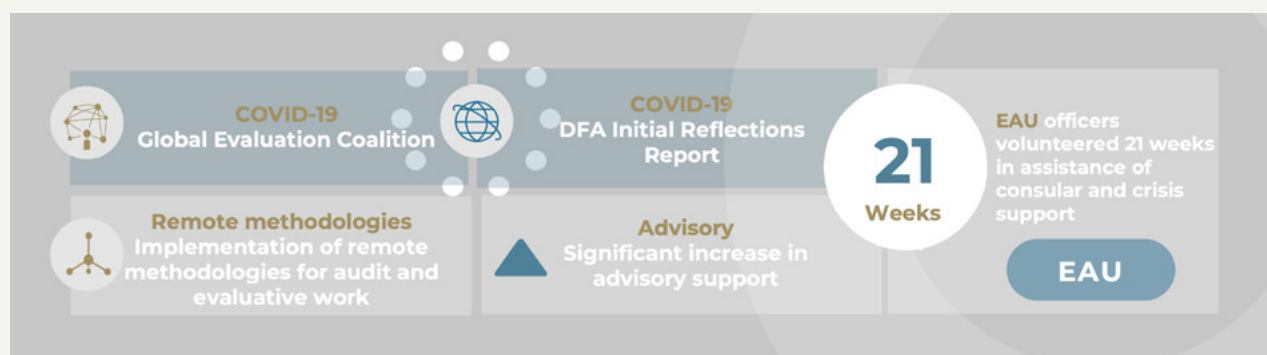 COVID-19
Global Evaluation Coalition
COVID-19
DFA Initial Reflections
Report
21
Weeks
EAU officers
volunteered 21 weeks
in assistance of
consular and crisis
support
EAU
Remote methodologies
Implementation of remote
methodologies for audit and
evaluative work
Advisory
Significant increase in
advisory support